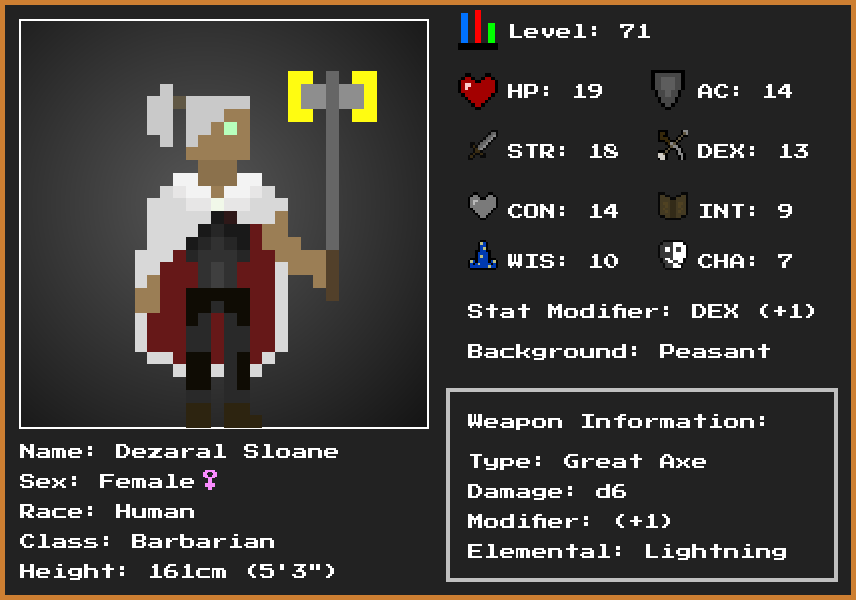 Level: 71
HP: 19 AC: 14
STR: 18 DEX: 13
CON: 14 INT: 9
WIS: 10 CHA: 7
Stat Modifier: DEX (+1)
Background: Peasant
Weapon Information:
Type: Great Axe
Damage: d6
Modifier: (+1)
Elemental: Lightning
Name: Dezaral Sloane
Sex: Female♀
Race: Human
Class: Barbarian
Height: 161cm (5'3")